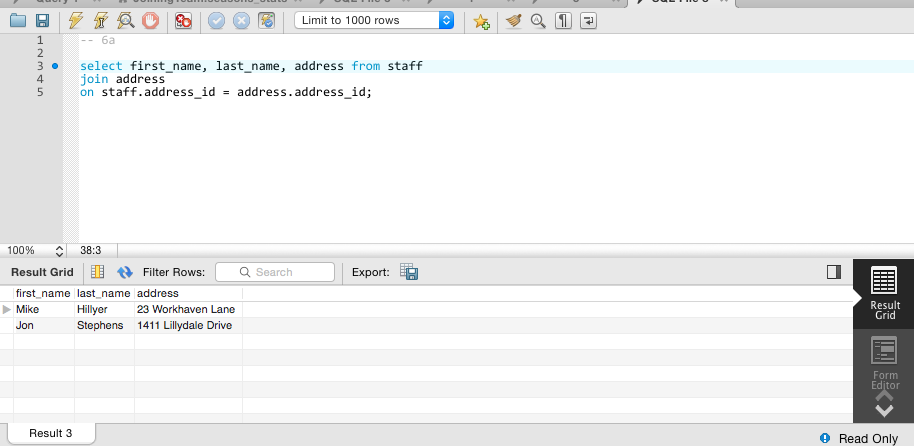 Limit to 1000 rows
1 -- 6a
2
3 select first_name, last_name, address from staff
4 join address
5 on staff.address_id = address.address_id;
100% 38:3
Result Grid Filter Rows: Search Export:
first_name last_name address
Mike Hillyer 23 Workhaven Lane
Jon Stephens 1411 Lillydale Drive
Result
Grid
Form
Editor
Result 3
Read Only